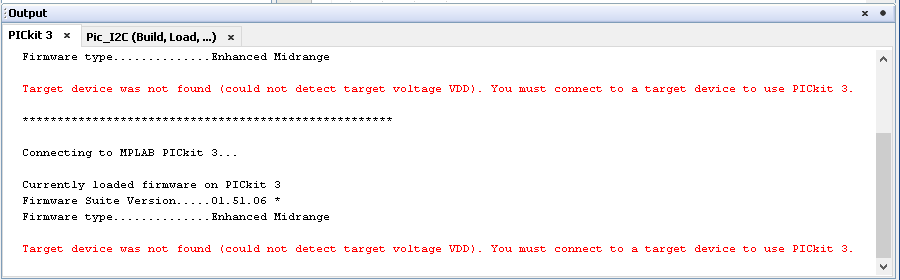 Output
PICkit 3 × Pic_I2C (Build, Load, ...) ×
Firmware type..............Enhanced Midrange
Target device was not found (could not detect target voltage VDD). You must connect to a target device to use PICkit 3.
*****************************************************
Connecting to MPLAB PICkit 3...
Currently loaded firmware on PICkit 3
Firmware Suite Version.....01.51.06 *
Firmware type..............Enhanced Midrange
Target device was not found (could not detect target voltage VDD). You must connect to a target device to use PICkit 3.